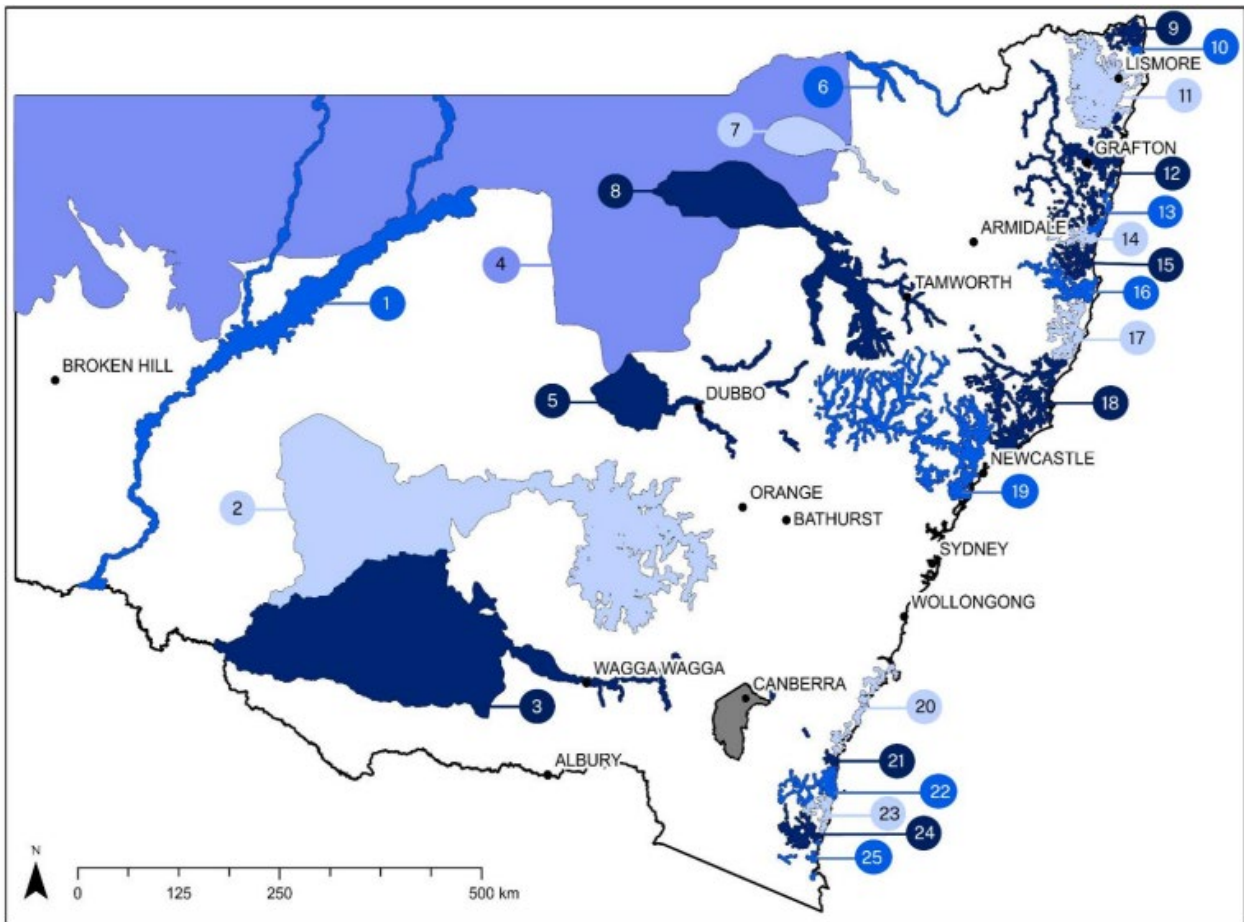 9
10
LISMORE
6
11
7
GRAFTON
8
12
13
ARMIDALE
14
4
15
TAMWORTH
16
1
17
BROKEN HILL
5
DUBBO
18
NEWCASTLE
2
ORANGE
19
BATHURST
SYDNEY
WOLLONGONG
WAGGA WAGGA
CANBERRA
3
20
ALBURY
21
22
23
24
25
N
0 125 250 500 km